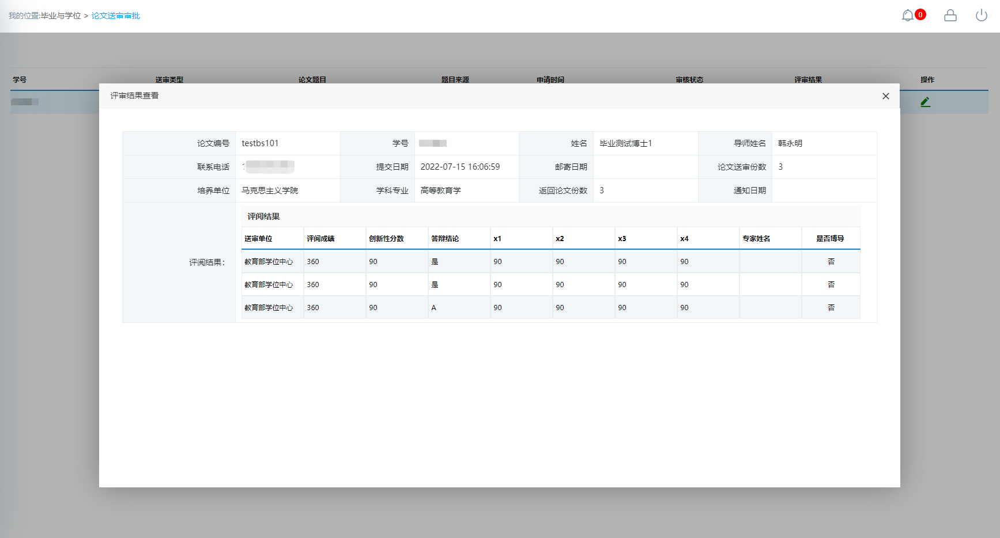 我的位置:毕业与学位 > 论文送审审批
0
学号 送审类型 论文题目 题目来源 申请时间 审核状态 评审结果 操作
评审结果查看
论文编号 testbs101 学号 姓名 毕业测试博士1 导师姓名 韩永明
联系电话 提交日期 2022-07-15 16:06:59 邮寄日期 论文送审份数 3
培养单位 马克思主义学院 学科专业 高等教育学 返回论文份数 3 通知日期
评阅结果
送审单位 评阅成绩 创新性分数 答辩结论 x1 x2 x3 x4 专家姓名 是否博导
评阅结果：
教育部学位中心 360 90 是 90 90 90 90 否
教育部学位中心 360 90 是 90 90 90 90 否
教育部学位中心 360 90 A 90 90 90 90 否